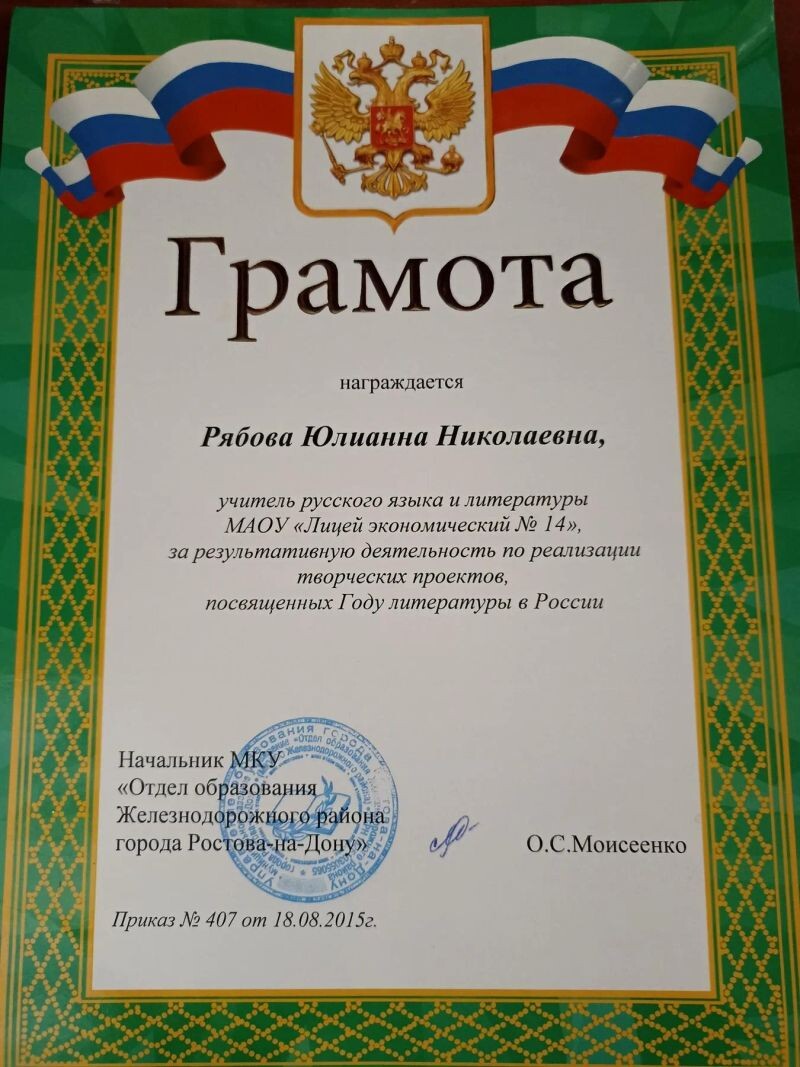 Грамота
награждается
Рябова Юлианна Николаевна,
учитель русского языка и литературы
МАОУ «Лицей экономический № 14»,
за результативную деятельность по реализации
творческих проектов,
посвященных Году литературы в России
Начальник МКУ
«Отдел образования
Железнодорожного района
города Ростова-на-Дону»
О.С.Моисеенко
Приказ № 407 от 18.08.2015г.